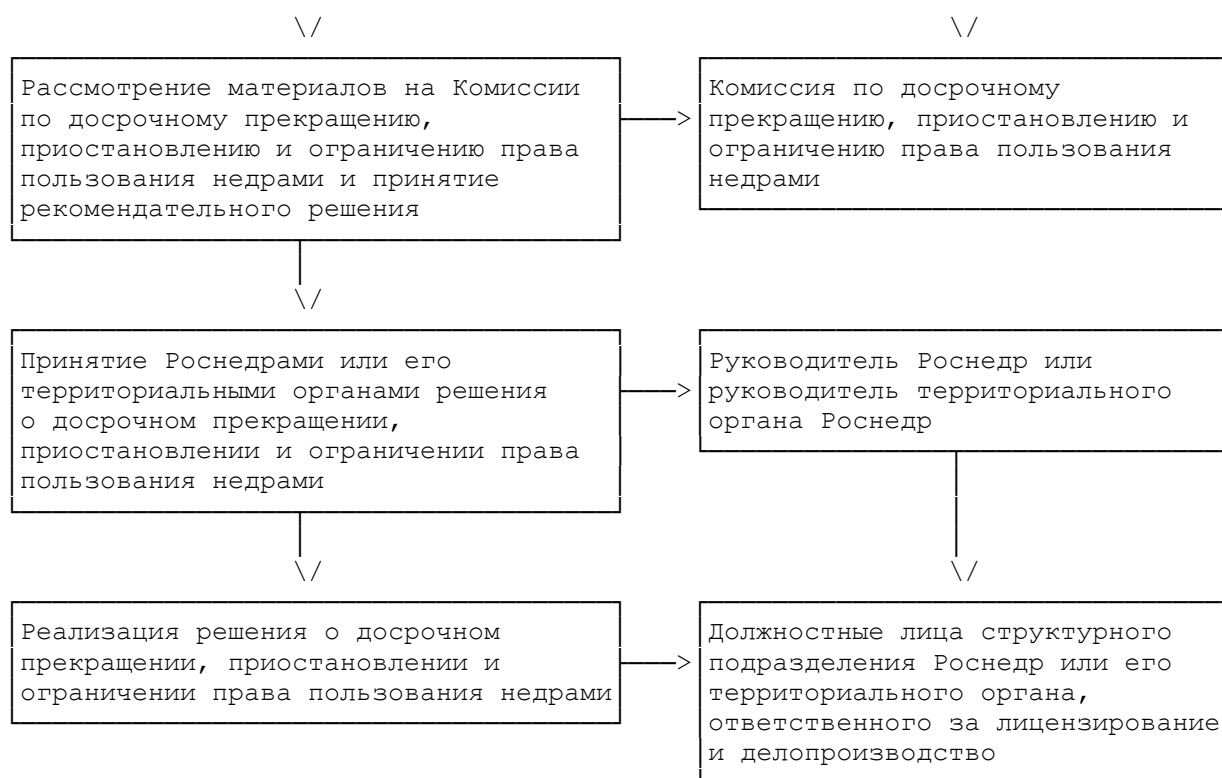 Рассмотрение материалов на Комиссии
по досрочному прекращению,
приостановлению и ограничению права
пользования недрами и принятие
рекомендательного решения
Комиссия по досрочному
прекращению, приостановлению и
ограничению права пользования
недрами
Принятие Роснедрами или его
территориальными органами решения
о досрочном прекращении,
приостановлении и ограничении права
пользования недрами
Руководитель Роснедр или
руководитель территориального
органа Роснедр
Реализация решения о досрочном
прекращении, приостановлении и
ограничении права пользования недрами
Должностные лица структурного
подразделения Роснедр или его
территориального органа,
ответственного за лицензирование
и делопроизводство